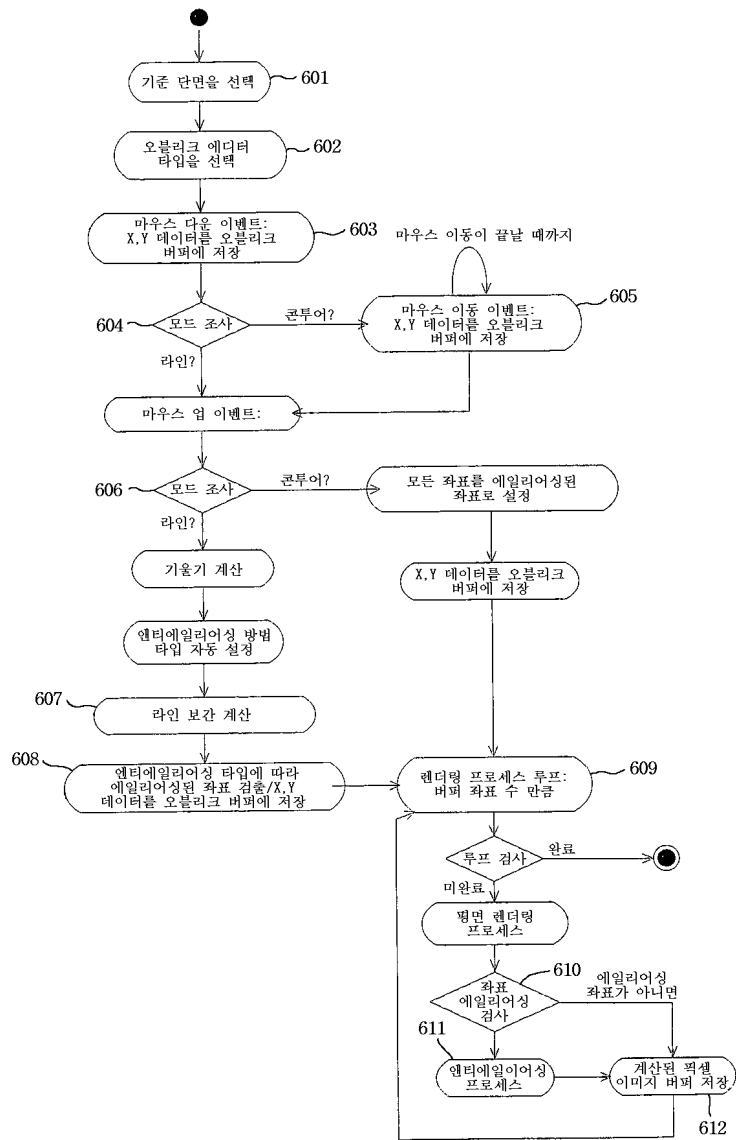 기준 단면을 선택
601
오블리크 에디터
타입을 선택
602
마우스 다운 이벤트:
X,Y 데이터를 오블리크
버퍼에 저장
603
마우스 이동이 끝날 때까지
604
모드 조사
콘투어?
마우스 이동 이벤트:
X,Y 데이터를 오블리크
버퍼에 저장
605
라인?
마우스 업 이벤트:
606
모드 조사
콘투어?
모든 좌표를 에일리어싱된
좌표로 설정
라인?
기울기 계산
X,Y 데이터를 오블리크
버퍼에 저장
앤티에일리어싱 방법
타입 자동 설정
607
라인 보간 계산
608
앤티에일리어싱 타입에 따라
에일리어싱된 좌표 검출/X,Y
데이터를 오블리크 버퍼에 저장
렌더링 프로세스 루프:
버퍼 좌표 수 만큼
609
루프 검사
완료
미완료
평면 렌더링
프로세스
610
좌표
에일리어싱
검사
에일리어싱
좌표가 아니면
611
앤티에일이어싱
프로세스
계산된 픽셀
이미지 버퍼 저장
612